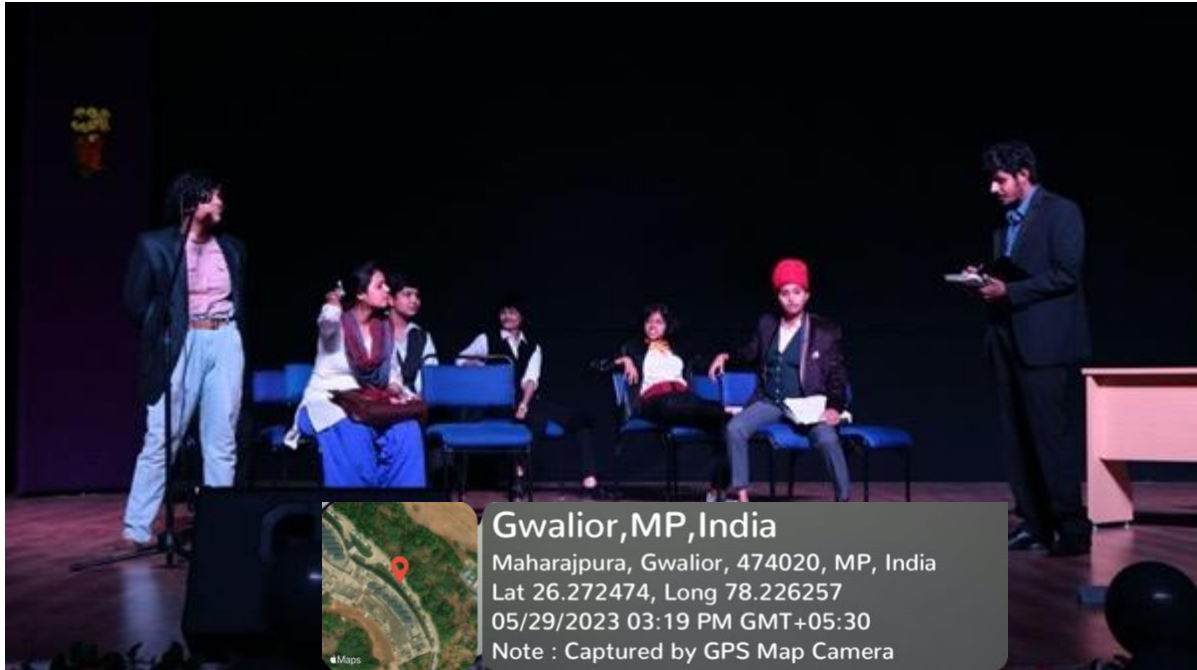 Gwalior,MP,India
Maharajpura, Gwalior, 474020, MP, India
Lat 26.272474, Long 78.226257
05/29/2023 03:19 PM GMT+05:30
Note : Captured by GPS Map Camera
Maps